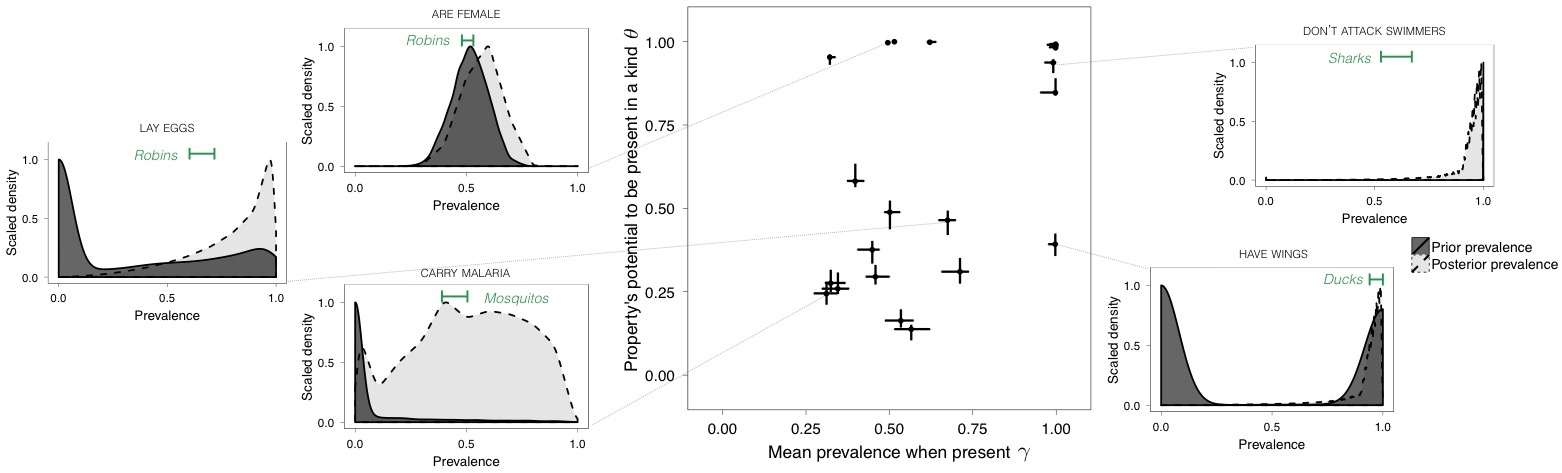 LAY EGGS
Robins
Scaled density
1.0
0.5
0.0
0.0 0.5 1.0
Prevalence
ARE FEMALE
Robins
Scaled density
1.0
0.5
0.0
0.0 0.5 1.0
Prevalence
CARRY MALARIA
Mosquitos
Scaled density
1.0
0.5
0.0
0.0 0.5 1.0
Prevalence
Property's potential to be present in a kind θ
1.00
0.75
0.50
0.25
0.00
0.00 0.25 0.50 0.75 1.00
Mean prevalence when present γ
DON'T ATTACK SWIMMERS
Sharks
Scaled density
1.0
0.5
0.0
0.0 0.5 1.0
Prevalence
HAVE WINGS
Ducks
Scaled density
1.0
0.5
0.0
0.0 0.5 1.0
Prevalence
Prior prevalence
Posterior prevalence